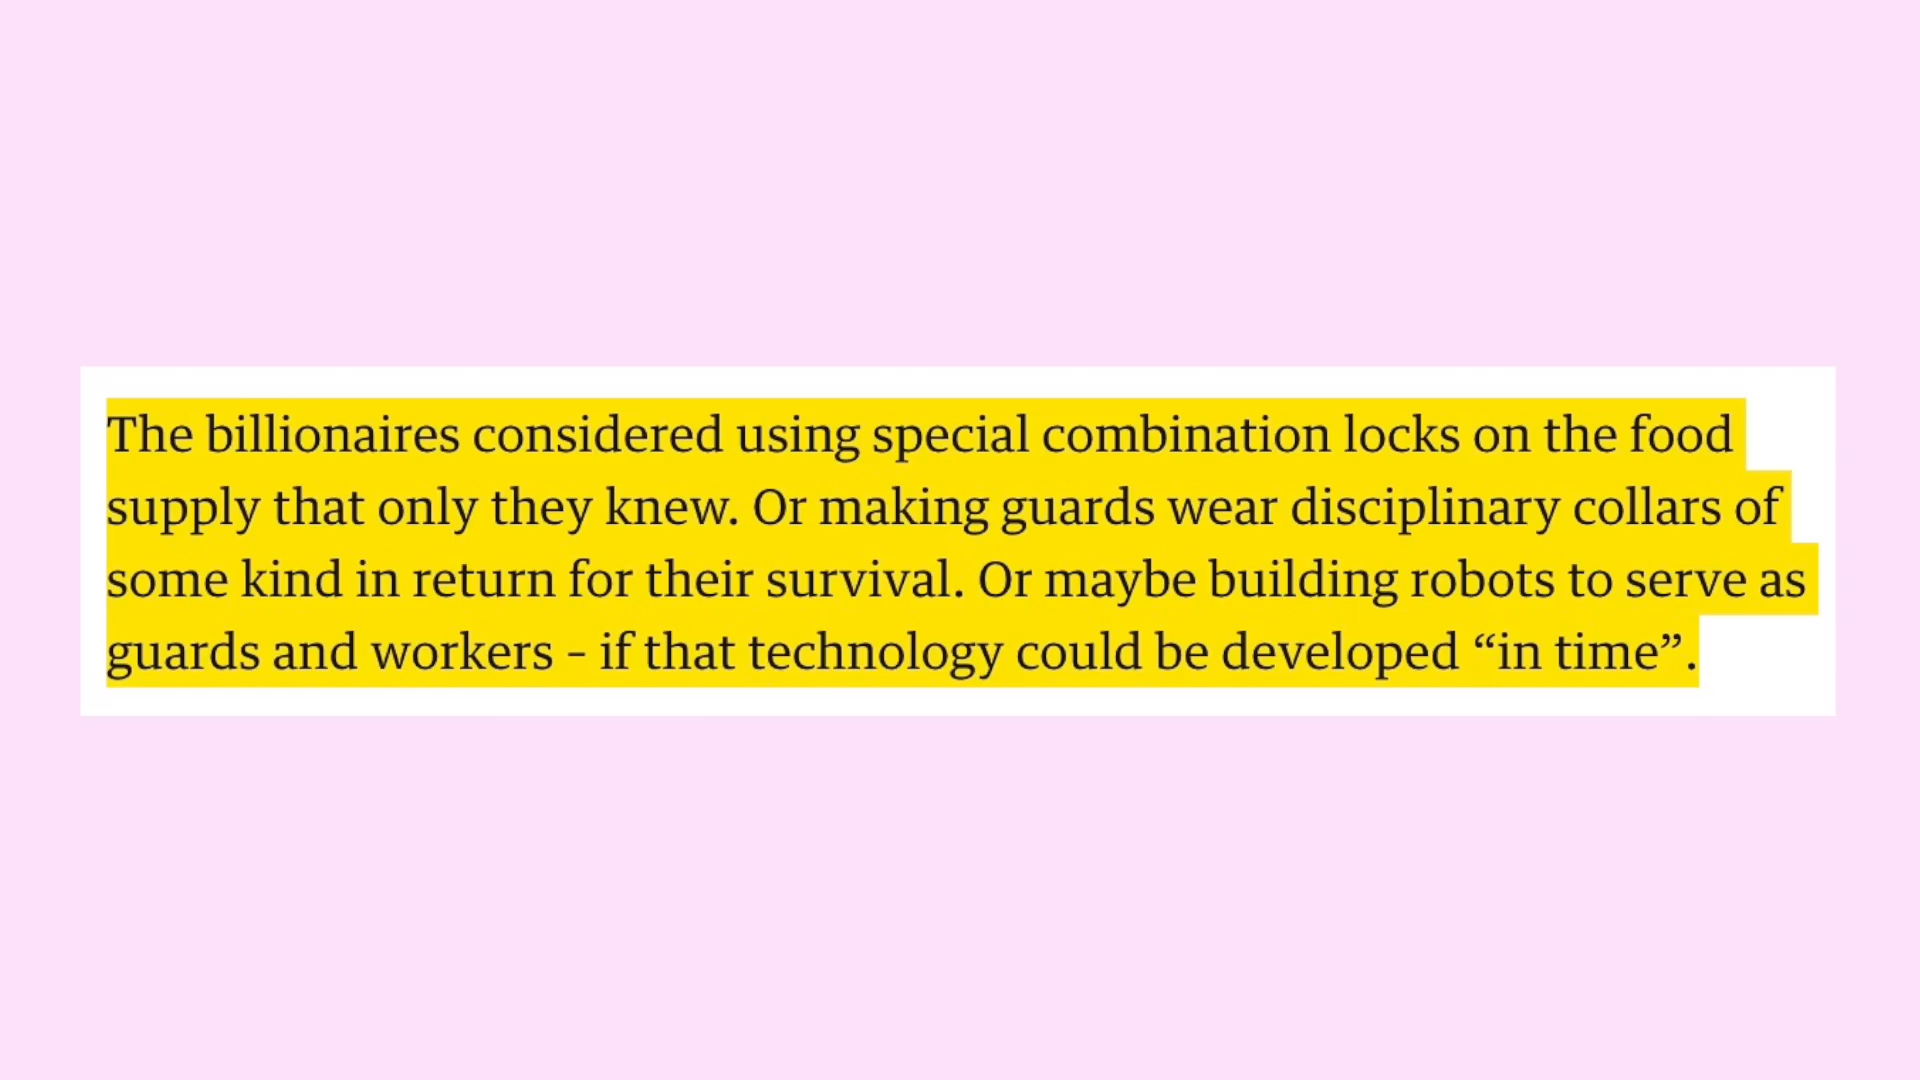 The billionaires considered using special combination locks on the food
supply that only they knew. Or making guards wear disciplinary collars of
some kind in return for their survival. Or maybe building robots to serve as
guards and workers – if that technology could be developed “in time”.